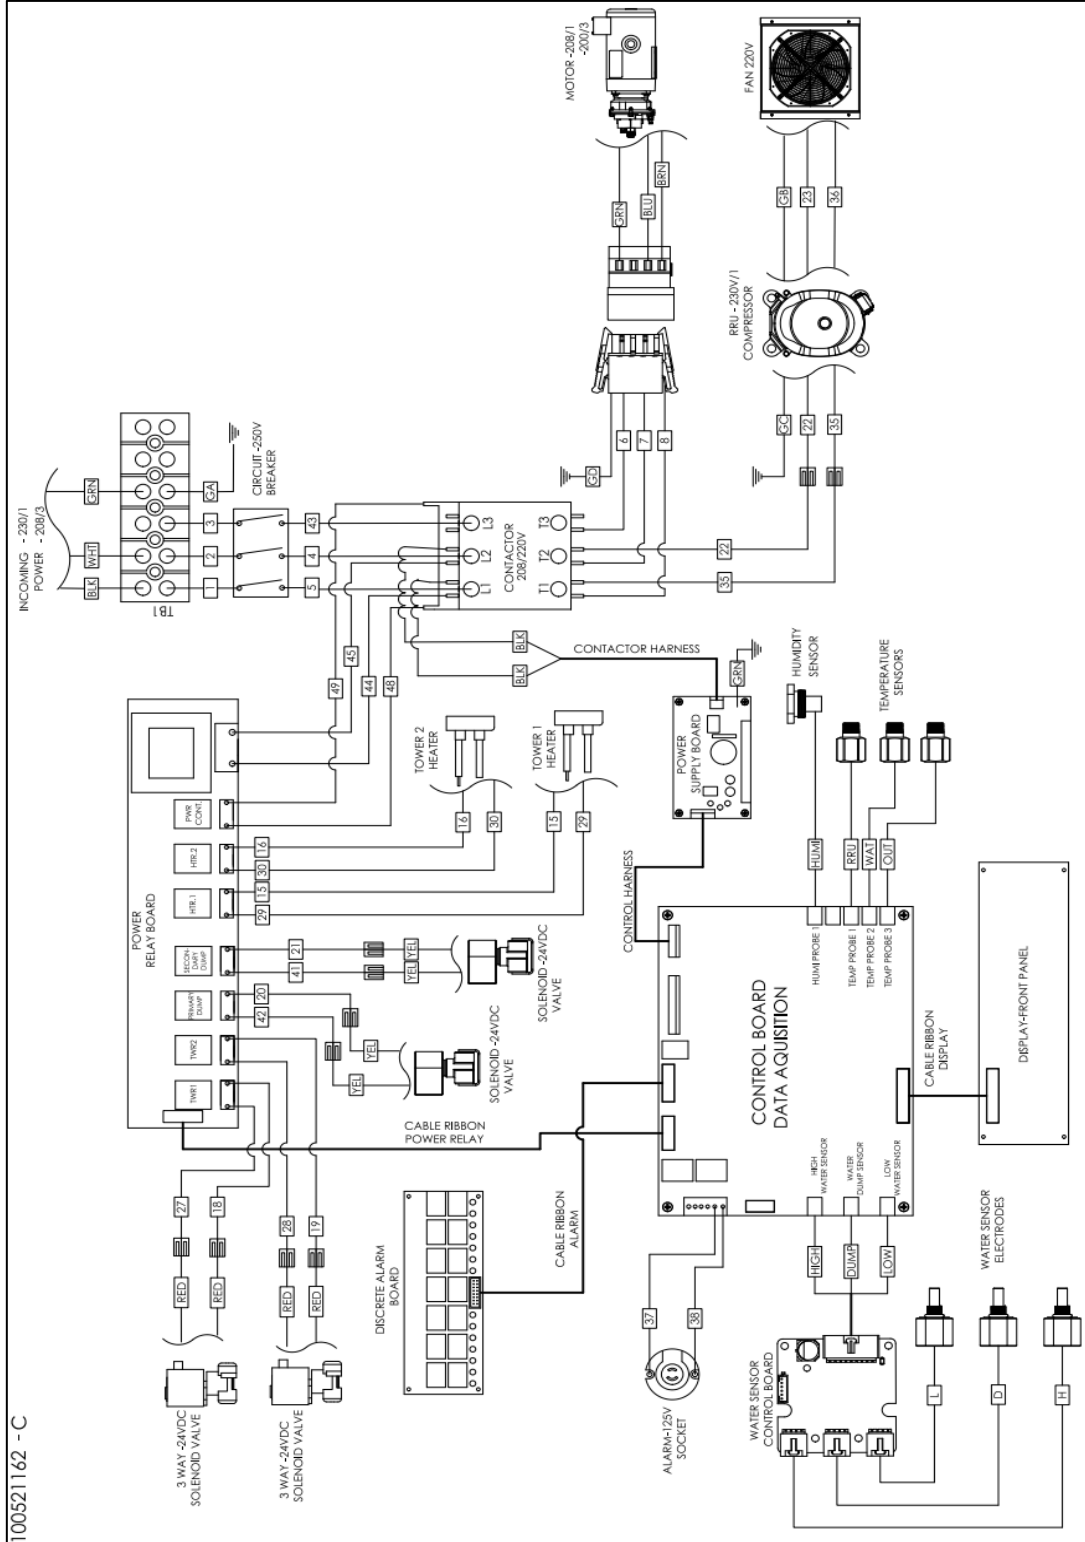 100521162 - C
INCOMING - 230/1
POWER - 208/3
BLK
WHT
GRN
TB1
1
2
3
GA
CIRCUIT -250V
BREAKER
5
4
43
L1
L2
L3
CONTACTOR
208/220V
T1
T2
T3
MOTOR -208/1
-200/3
GRN
BLU
BRN
GD
6
7
8
FAN 220V
GB
23
36
RRU - 230V/1
COMPRESSOR
GC
22
35
22
35
POWER
RELAY BOARD
TWR1
TWR2
PRIMARY
DUMP
SECON-
DARY
DUMP
HTR.1
HTR.2
PWR
CONT.
49
45
44
48
BLK
BLK
CONTACTOR HARNESS
TOWER 2
HEATER
TOWER 1
HEATER
16
30
15
29
16
30
15
29
21
41
YEL
YEL
SOLENOID -24VDC
VALVE
20
42
YEL
YEL
SOLENOID -24VDC
VALVE
27
18
28
19
RED
RED
RED
RED
3 WAY -24VDC
SOLENOID VALVE
3 WAY -24VDC
SOLENOID VALVE
CABLE RIBBON
POWER RELAY
POWER
SUPPLY BOARD
GRN
CONTROL HARNESS
HUMIDITY
SENSOR
TEMPERATURE
SENSORS
HUMI
RRU
WAT
OUT
HUMI PROBE 1
TEMP PROBE 1
TEMP PROBE 2
TEMP PROBE 3
CONTROL BOARD
DATA AQUISITION
HIGH
WATER SENSOR
WATER
DUMP SENSOR
LOW
WATER SENSOR
CABLE RIBBON
DISPLAY
DISPLAY-FRONT PANEL
DISCRETE ALARM
BOARD
CABLE RIBBON
ALARM
37
38
ALARM-125V
SOCKET
HIGH
DUMP
LOW
WATER SENSOR
CONTROL BOARD
WATER SENSOR
ELECTRODES
L
D
H